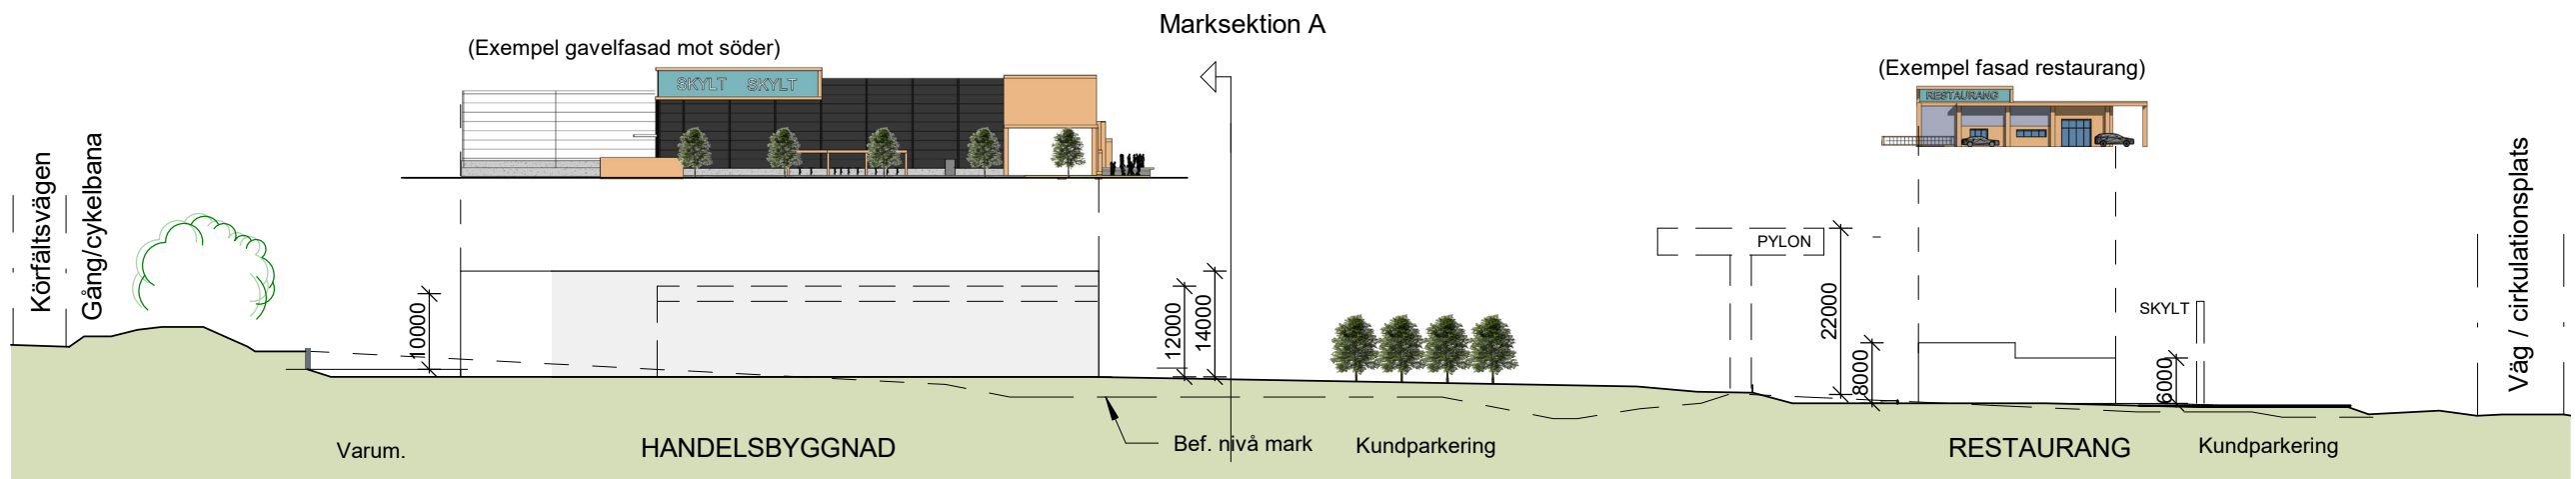 Marksektion A
(Exempel gavelfasad mot söder)
(Exempel fasad restaurang)
SKYLT SKYLT
RESTAURANG
Körfältsvägen
Gång/cykelbana
Väg / cirkulationsplats
PYLON
10000
12000
14000
22000
8000
6000
SKYLT
Varum.
HANDELSBYGGNAD
Bef. nivå mark
Kundparkering
RESTAURANG
Kundparkering